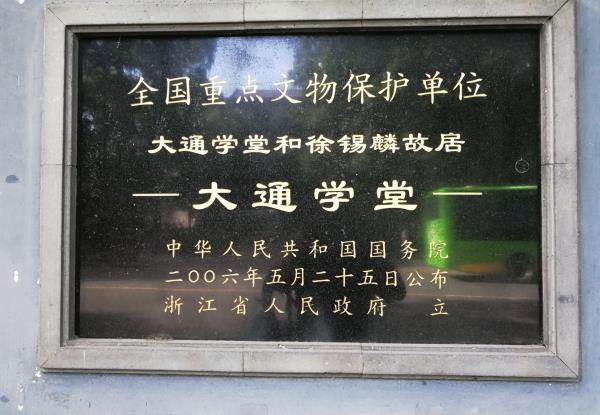 全国重点文物保护单位
大通学堂和徐锡麟故居
— 大通学堂 —
中华人民共和国国务院
二〇〇六年五月二十五日公布
浙江省人民政府 立